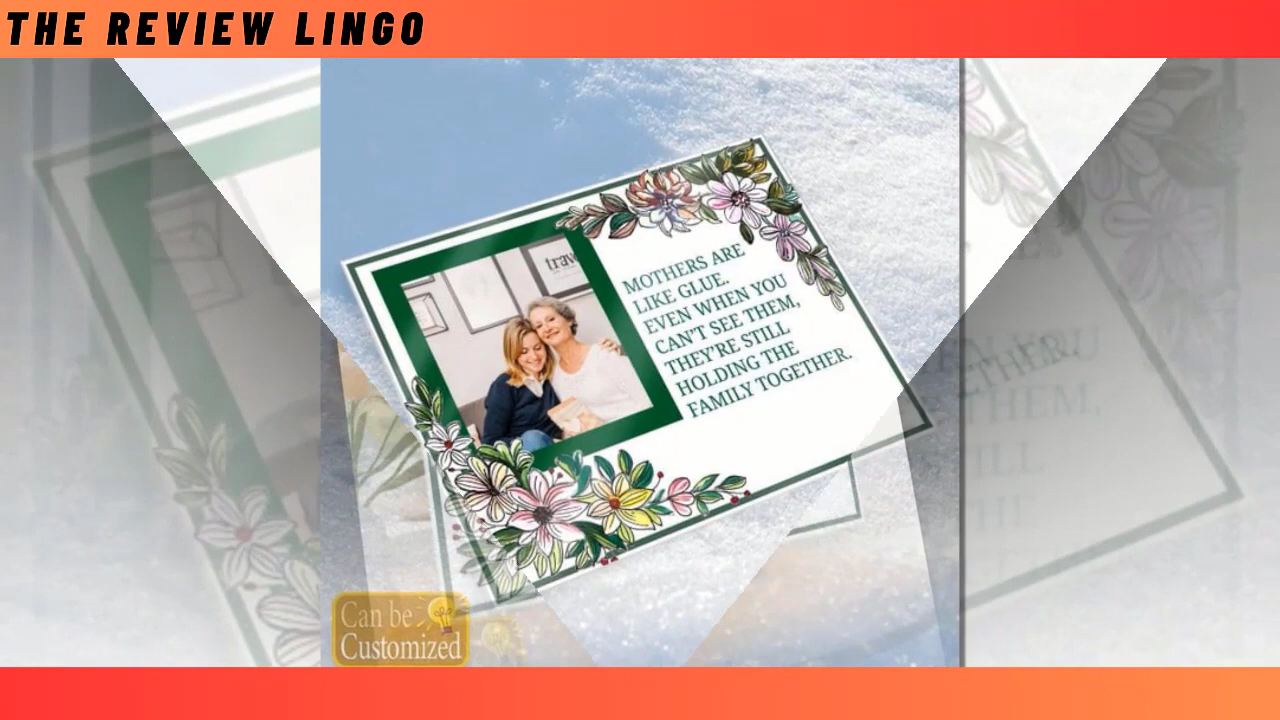 THE REVIEW LINGO
trav
MOTHERS ARE
LIKE GLUE.
EVEN WHEN YOU
CAN'T SEE THEM,
THEY'RE STILL
HOLDING THE
FAMILY TOGETHER.
Can be
Customized